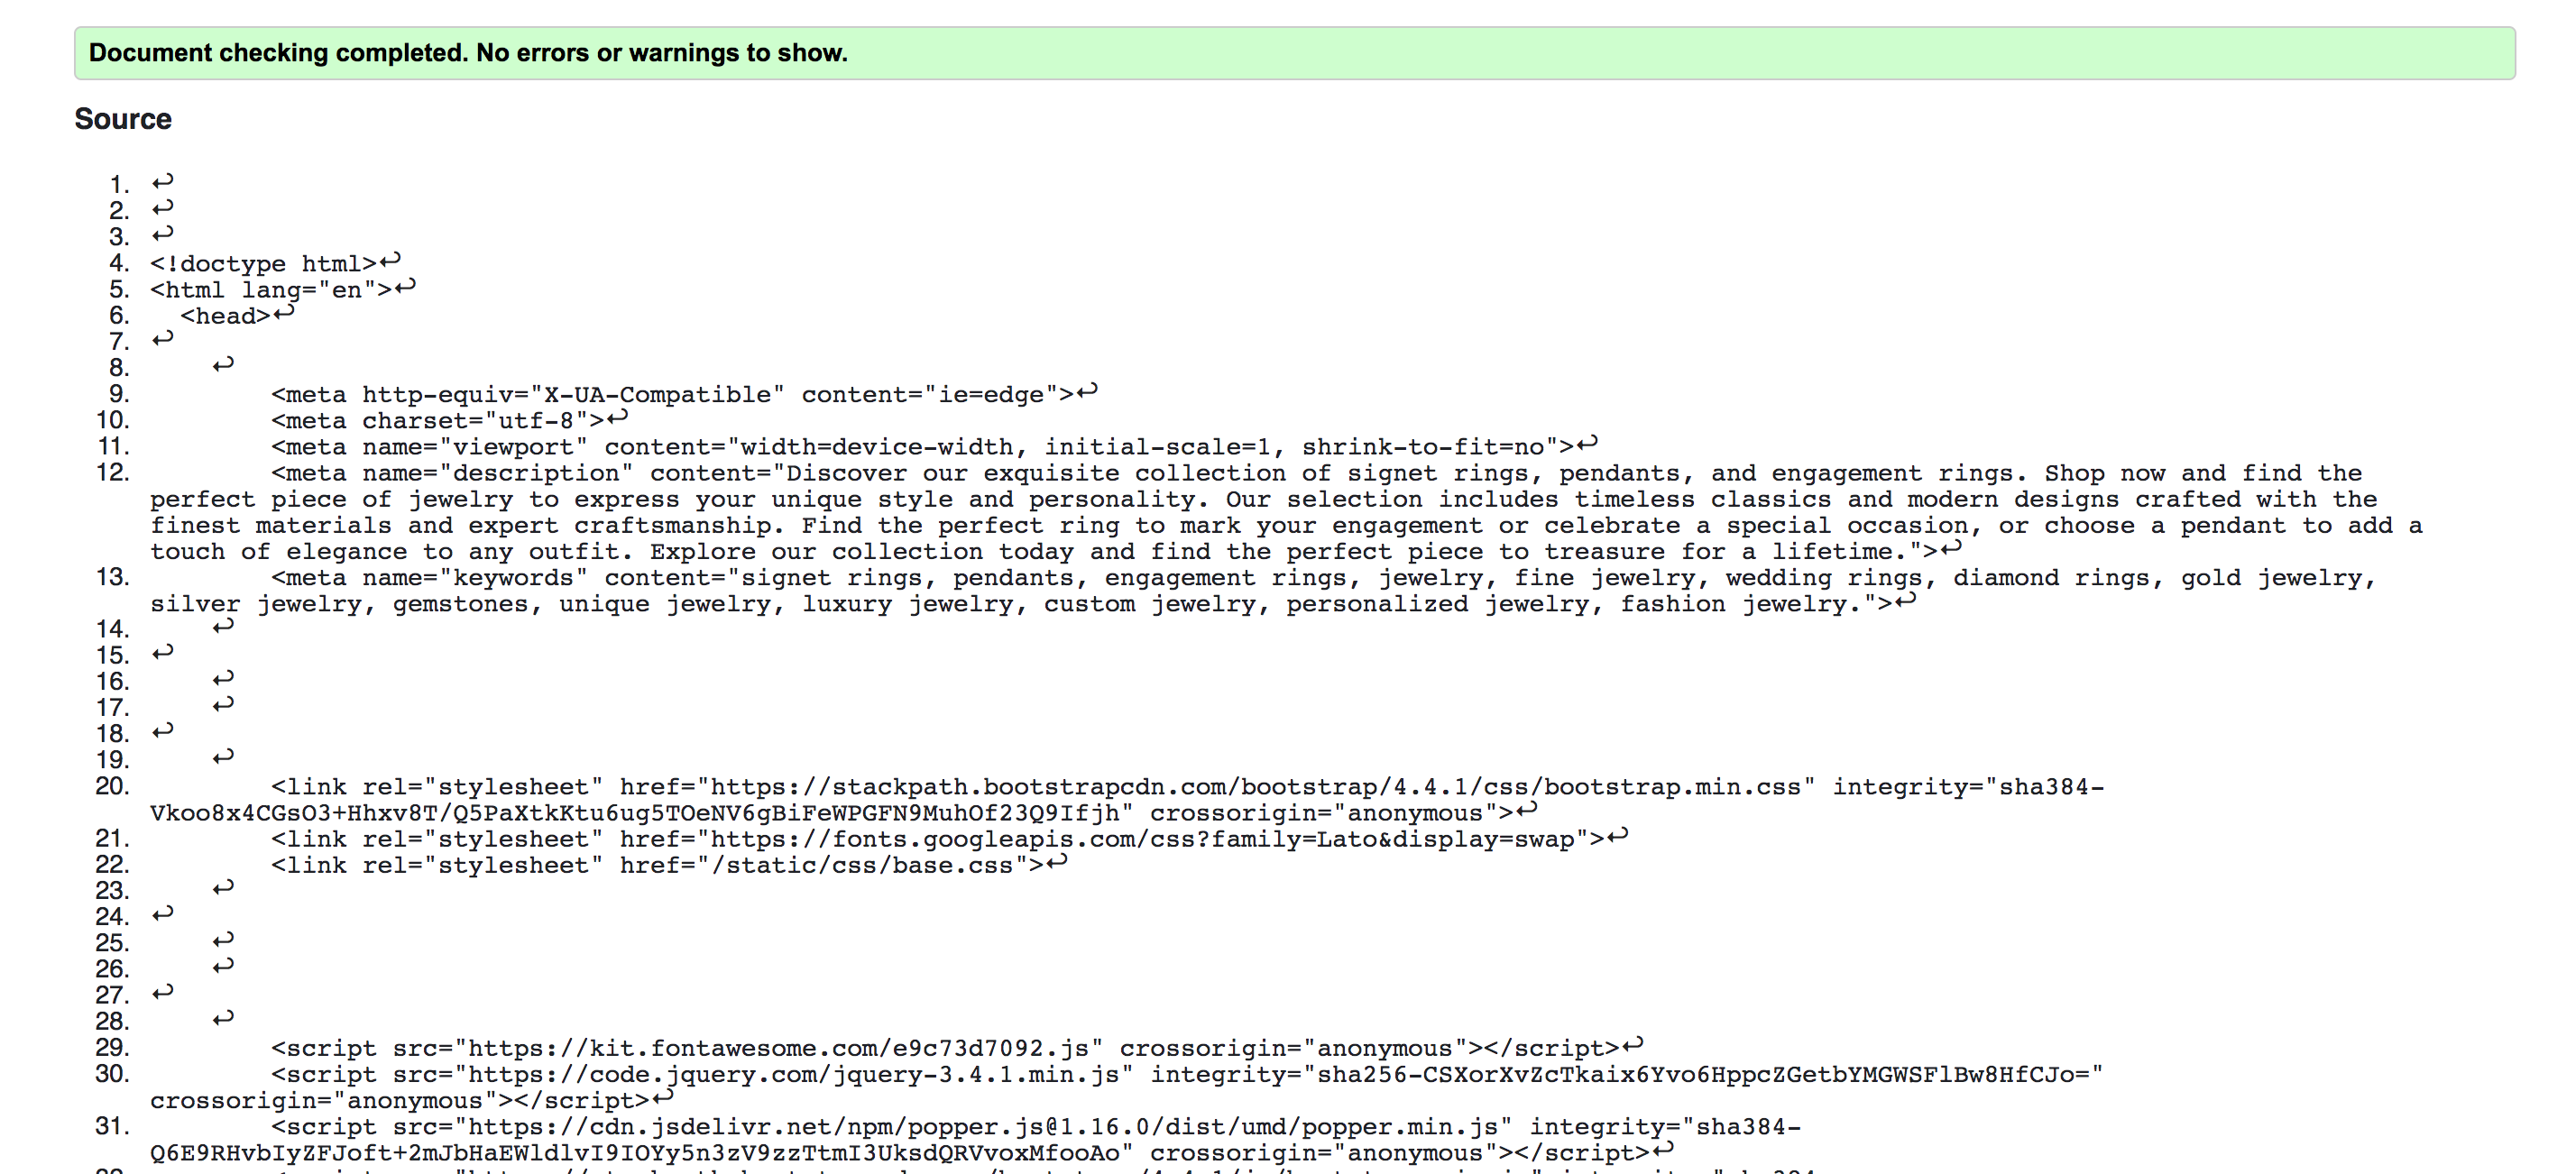 Document checking completed. No errors or warnings to show.
Source
1. ↩
2. ↩
3. ↩
4. <!doctype html>↩
5. <html lang="en">↩
6. <head>↩
7. ↩
8. ↩
9. <meta http-equiv="X-UA-Compatible" content="ie=edge">↩
10. <meta charset="utf-8">↩
11. <meta name="viewport" content="width=device-width, initial-scale=1, shrink-to-fit=no">↩
12. <meta name="description" content="Discover our exquisite collection of signet rings, pendants, and engagement rings. Shop now and find the
perfect piece of jewelry to express your unique style and personality. Our selection includes timeless classics and modern designs crafted with the
finest materials and expert craftsmanship. Find the perfect ring to mark your engagement or celebrate a special occasion, or choose a pendant to add a
touch of elegance to any outfit. Explore our collection today and find the perfect piece to treasure for a lifetime.">↩
13. <meta name="keywords" content="signet rings, pendants, engagement rings, jewelry, fine jewelry, wedding rings, diamond rings, gold jewelry,
silver jewelry, gemstones, unique jewelry, luxury jewelry, custom jewelry, personalized jewelry, fashion jewelry.">↩
14. ↩
15. ↩
16. ↩
17. ↩
18. ↩
19. ↩
20. <link rel="stylesheet" href="https://stackpath.bootstrapcdn.com/bootstrap/4.4.1/css/bootstrap.min.css" integrity="sha384-
Vkoo8x4CGsO3+Hhxv8T/Q5PaXtkKtu6ug5TOeNV6gBiFeWPGFN9MuhOf23Q9Ifjh" crossorigin="anonymous">↩
21. <link rel="stylesheet" href="https://fonts.googleapis.com/css?family=Lato&display=swap">↩
22. <link rel="stylesheet" href="/static/css/base.css">↩
23. ↩
24. ↩
25. ↩
26. ↩
27. ↩
28. ↩
29. <script src="https://kit.fontawesome.com/e9c73d7092.js" crossorigin="anonymous"></script>↩
30. <script src="https://code.jquery.com/jquery-3.4.1.min.js" integrity="sha256-CSXorXvZcTkaix6Yvo6HppcZGetbYMGWSFlBw8HfCJo="
crossorigin="anonymous"></script>↩
31. <script src="https://cdn.jsdelivr.net/npm/popper.js@1.16.0/dist/umd/popper.min.js" integrity="sha384-
Q6E9RHvbIyZFJoft+2mJbHaEWldlvI9IOYy5n3zV9zzTtmI3UksdQRVvoxMfooAo" crossorigin="anonymous"></script>↩